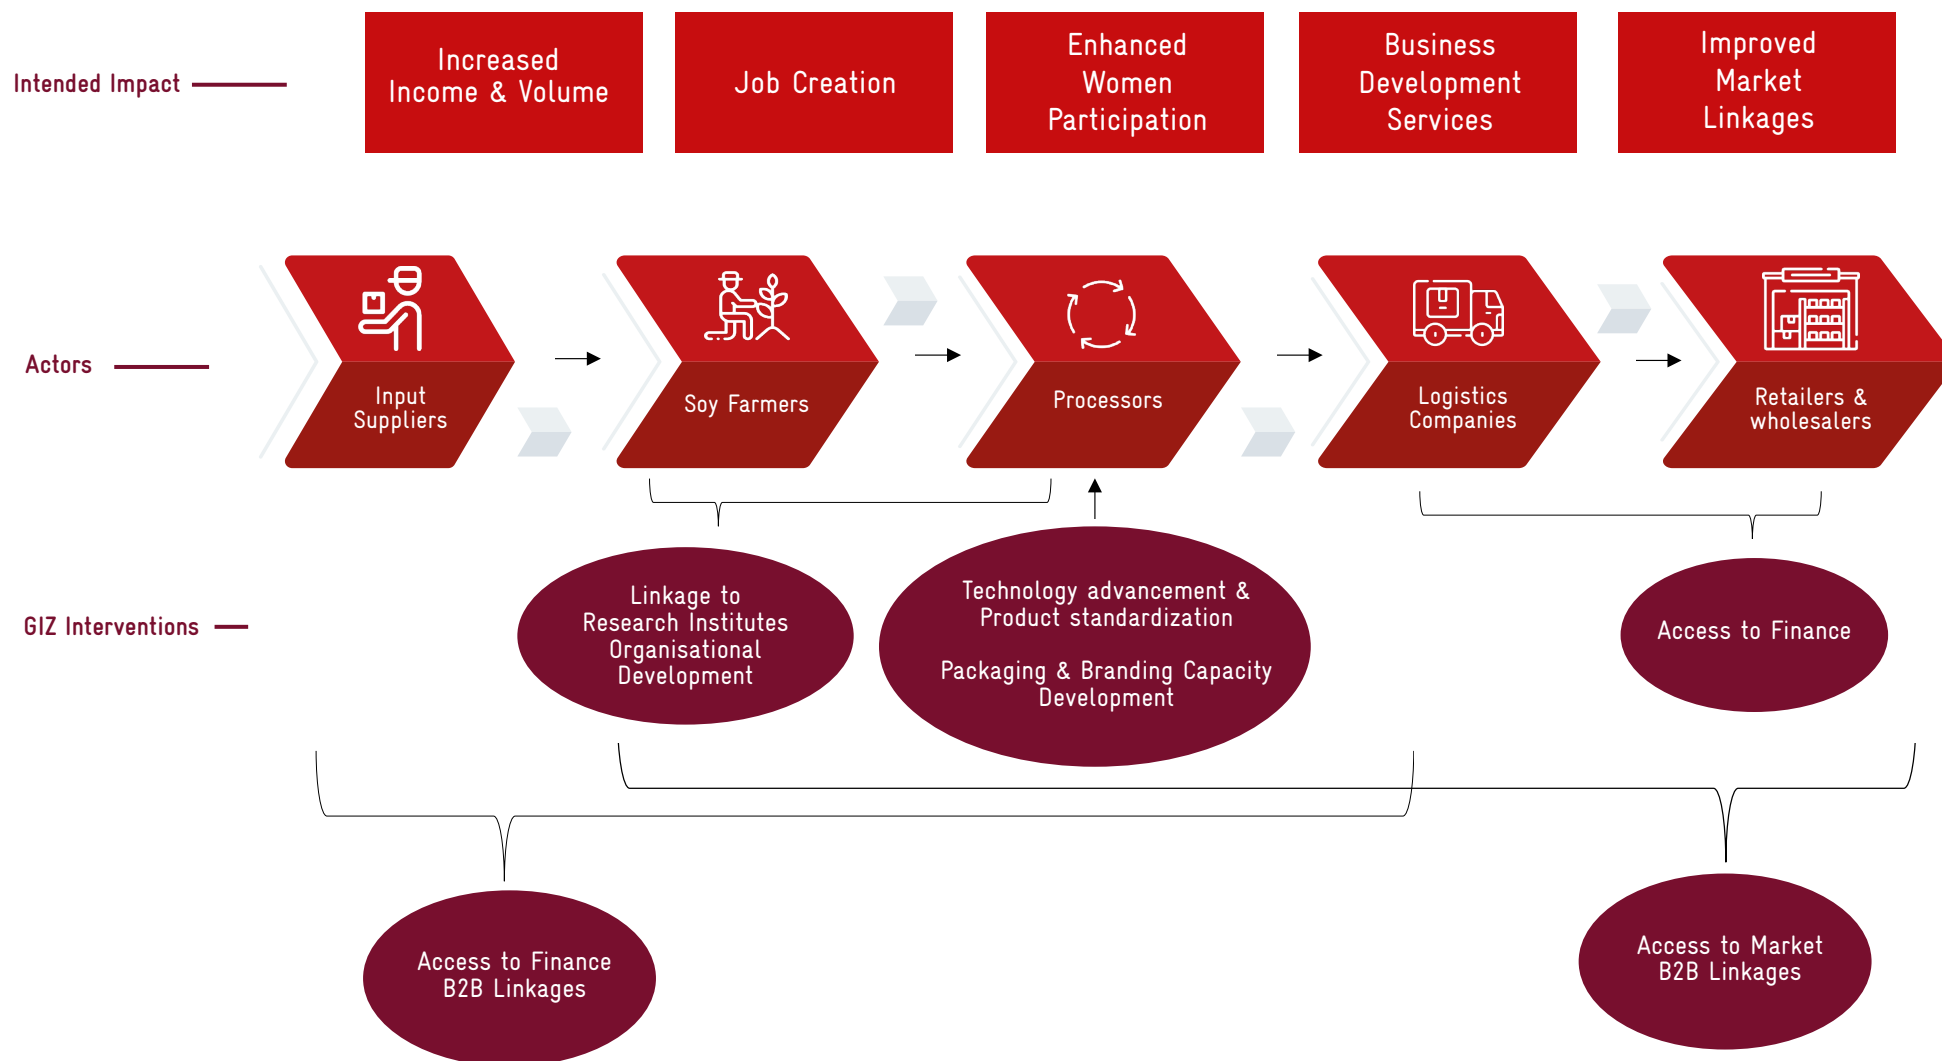 Intended Impact
Increased
Income & Volume
Job Creation
Enhanced
Women
Participation
Business
Development
Services
Improved
Market
Linkages
Actors
Input
Suppliers
Soy Farmers
Processors
Logistics
Companies
Retailers &
wholesalers
GIZ Interventions
Linkage to
Research Institutes
Organisational
Development
Technology advancement &
Product standardization
Packaging & Branding Capacity
Development
Access to Finance
Access to Finance
B2B Linkages
Access to Market
B2B Linkages